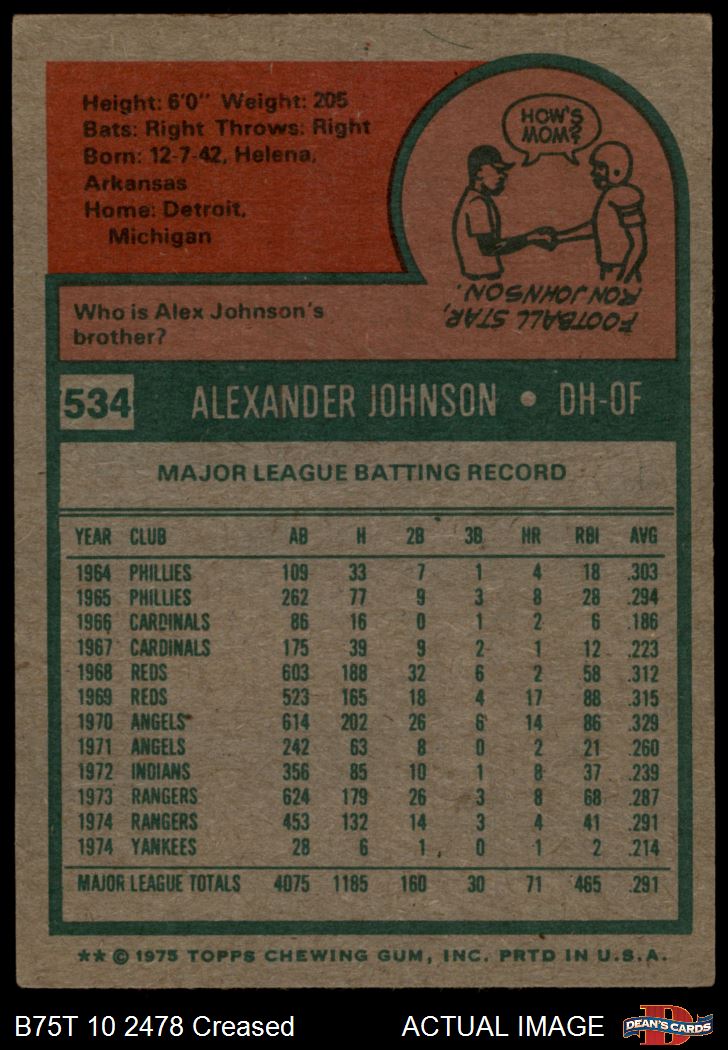 Height: 6'0" Weight: 205
Bats: Right Throws: Right
Born: 12-7-42, Helena,
Arkansas
Home: Detroit,
Michigan
HOW'S
MOM?
Who is Alex Johnson's
brother?
FOOTBALL STAR,
RON JOHNSON.
534 ALEXANDER JOHNSON • DH-OF
MAJOR LEAGUE BATTING RECORD
YEAR CLUB AB H 2B 3B HR RBI AVG
1964 PHILLIES 109 33 7 1 4 18 .303
1965 PHILLIES 262 77 9 3 8 28 .294
1966 CARDINALS 86 16 0 1 2 6 .186
1967 CARDINALS 175 39 9 2 1 12 .223
1968 REDS 603 188 32 6 2 58 .312
1969 REDS 523 165 18 4 17 88 .315
1970 ANGELS 614 202 26 6 14 86 .329
1971 ANGELS 242 63 8 0 2 21 .260
1972 INDIANS 356 85 10 1 8 37 .239
1973 RANGERS 624 179 26 3 8 68 .287
1974 RANGERS 453 132 14 3 4 41 .291
1974 YANKEES 28 6 1 0 1 2 .214
MAJOR LEAGUE TOTALS 4075 1185 160 30 71 465 .291
** © 1975 TOPPS CHEWING GUM, INC. PRTD IN U.S.A.
B75T 10 2478 Creased ACTUAL IMAGE
D
DEAN'S CARDS